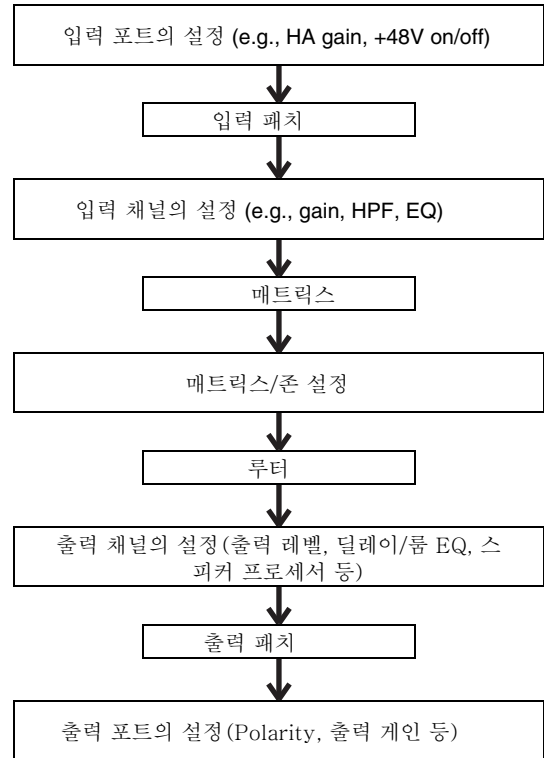 입력 포트의 설정 (e.g., HA gain, +48V on/off)
입력 패치
입력 채널의 설정 (e.g., gain, HPF, EQ)
매트릭스
매트릭스/존 설정
루터
출력 채널의 설정(출력 레벨, 딜레이/룸 EQ, 스
피커 프로세서 등)
출력 패치
출력 포트의 설정(Polarity, 출력 게인 등)